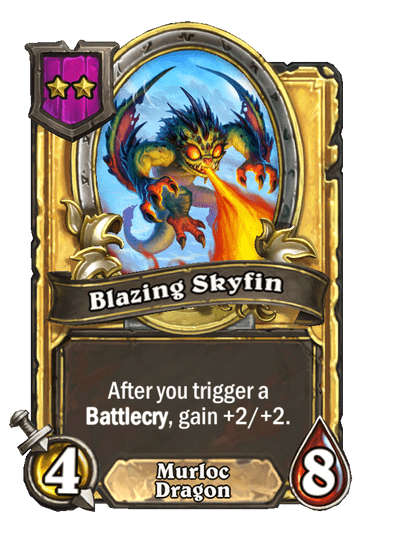 Blazing Skyfin
After you trigger a
Battlecry, gain +2/+2.
4
Murloc
Dragon
8